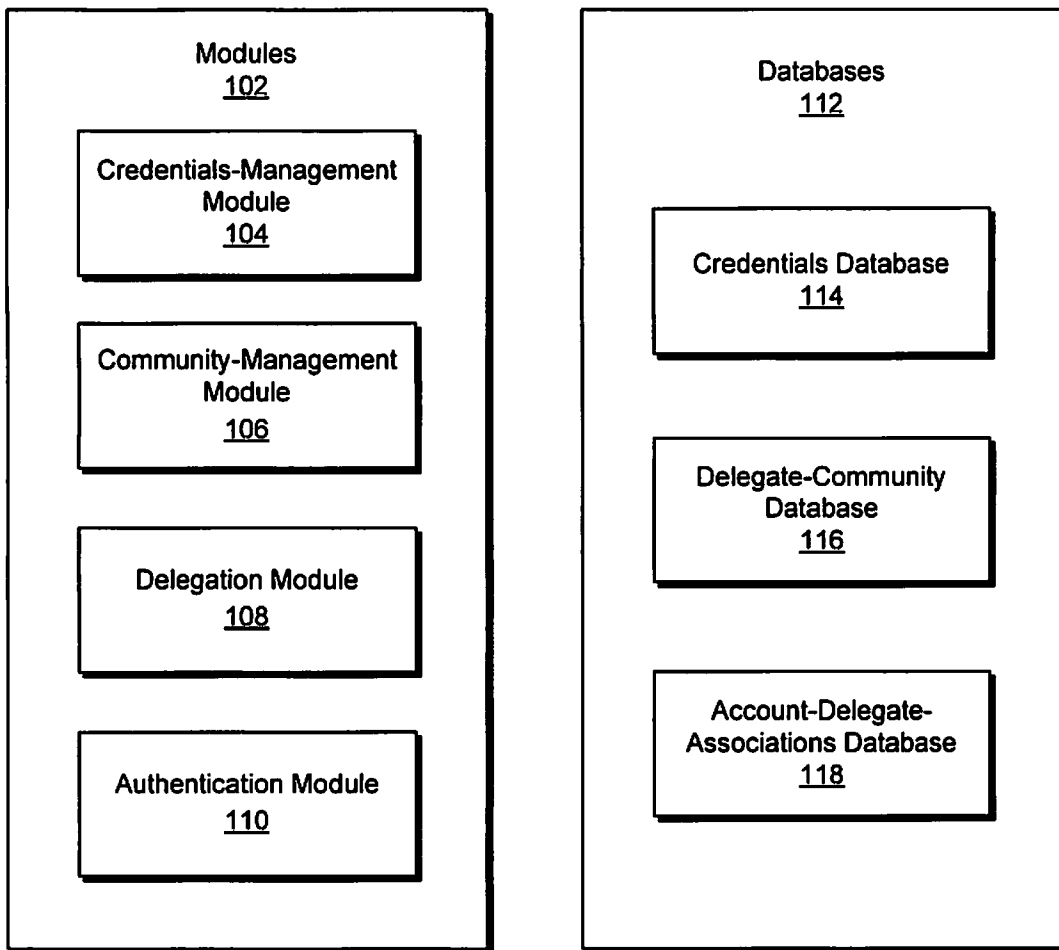 Modules
102
Credentials-Management
Module
104
Community-Management
Module
106
Delegation Module
108
Authentication Module
110
Databases
112
Credentials Database
114
Delegate-Community
Database
116
Account-Delegate-
Associations Database
118